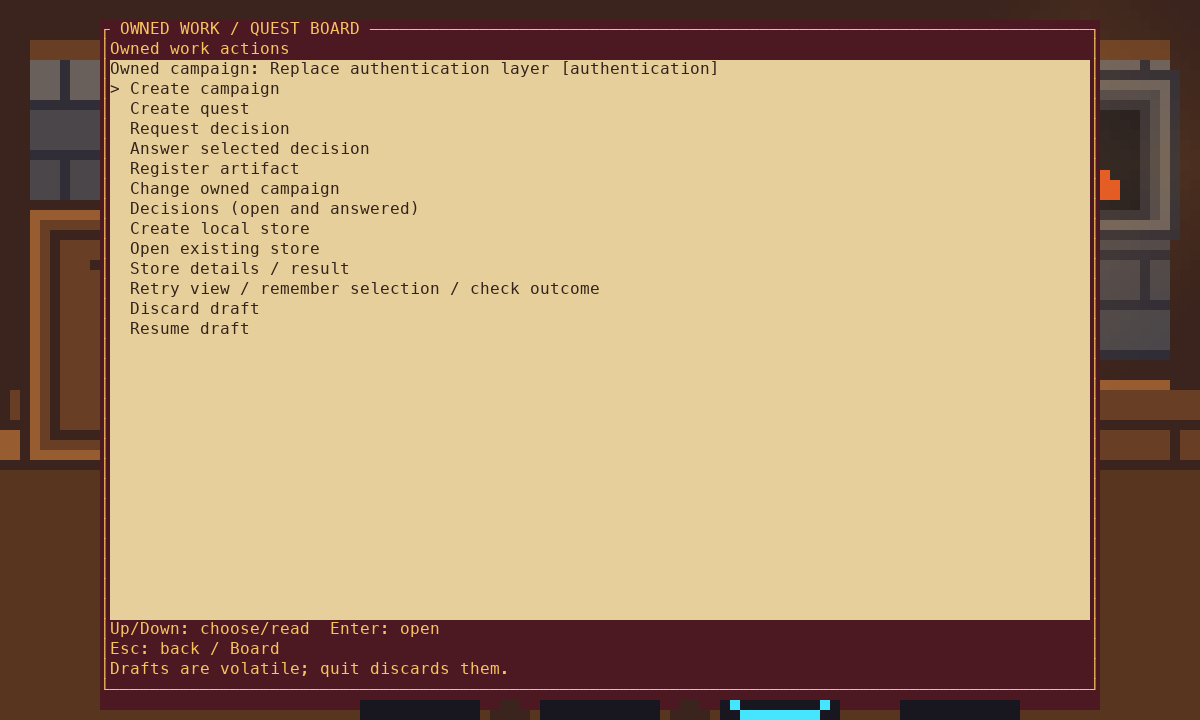 OWNED WORK / QUEST BOARD
Owned work actions
Owned campaign: Replace authentication layer [authentication]
> Create campaign
Create quest
Request decision
Answer selected decision
Register artifact
Change owned campaign
Decisions (open and answered)
Create local store
Open existing store
Store details / result
Retry view / remember selection / check outcome
Discard draft
Resume draft
Up/Down: choose/read  Enter: open
Esc: back / Board
Drafts are volatile; quit discards them.